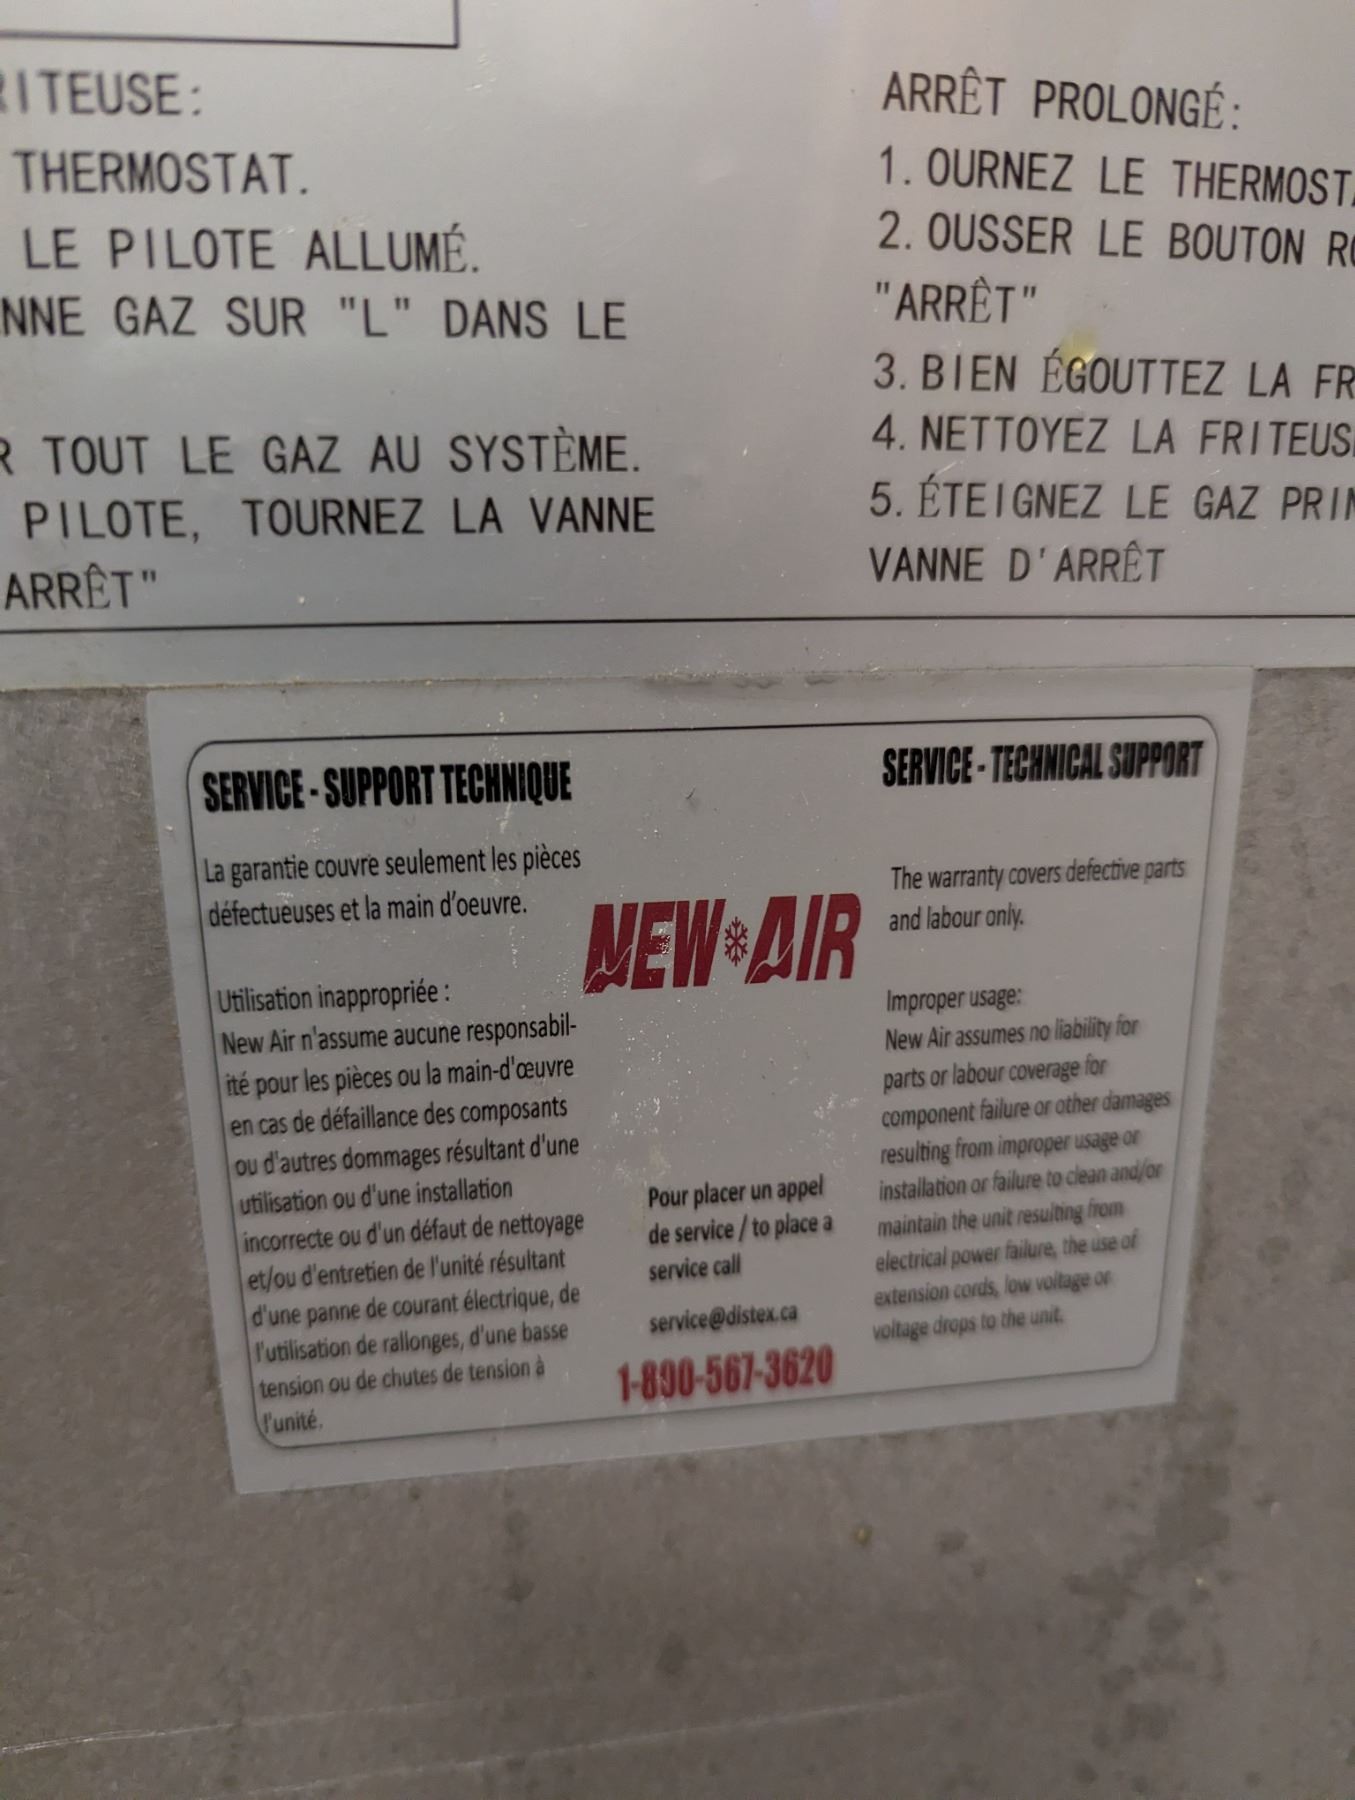 RITEUSE:
THERMOSTAT.
LE PILOTE ALLUMÉ.
NNE GAZ SUR "L" DANS LE
R TOUT LE GAZ AU SYSTÈME.
PILOTE, TOURNEZ LA VANNE
ARRÊT"
ARRÊT PROLONGÉ:
1. OURNEZ LE THERMOSTA
2. OUSSER LE BOUTON RO
"ARRÊT"
3. BIEN ÉGOUTTEZ LA FR
4. NETTOYEZ LA FRITEUS
5. ÉTEIGNEZ LE GAZ PRIN
VANNE D'ARRÊT
SERVICE - SUPPORT TECHNIQUE
La garantie couvre seulement les pièces
défectueuses et la main d'oeuvre.
Utilisation inappropriée :
New Air n'assume aucune responsabil-
ité pour les pièces ou la main-d'œuvre
en cas de défaillance des composants
ou d'autres dommages résultant d'une
utilisation ou d'une installation
incorrecte ou d'un défaut de nettoyage
et/ou d'entretien de l'unité résultant
d'une panne de courant électrique, de
l'utilisation de rallonges, d'une basse
tension ou de chutes de tension à
l'unité.
NEW AIR
Pour placer un appel
de service / to place a
service call
service@distex.ca
1-800-567-3620
SERVICE - TECHNICAL SUPPORT
The warranty covers defective parts
and labour only.
Improper usage:
New Air assumes no liability for
parts or labour coverage for
component failure or other damages
resulting from improper usage or
installation or failure to clean and/or
maintain the unit resulting from
electrical power failure, the use of
extension cords, low voltage or
voltage drops to the unit.